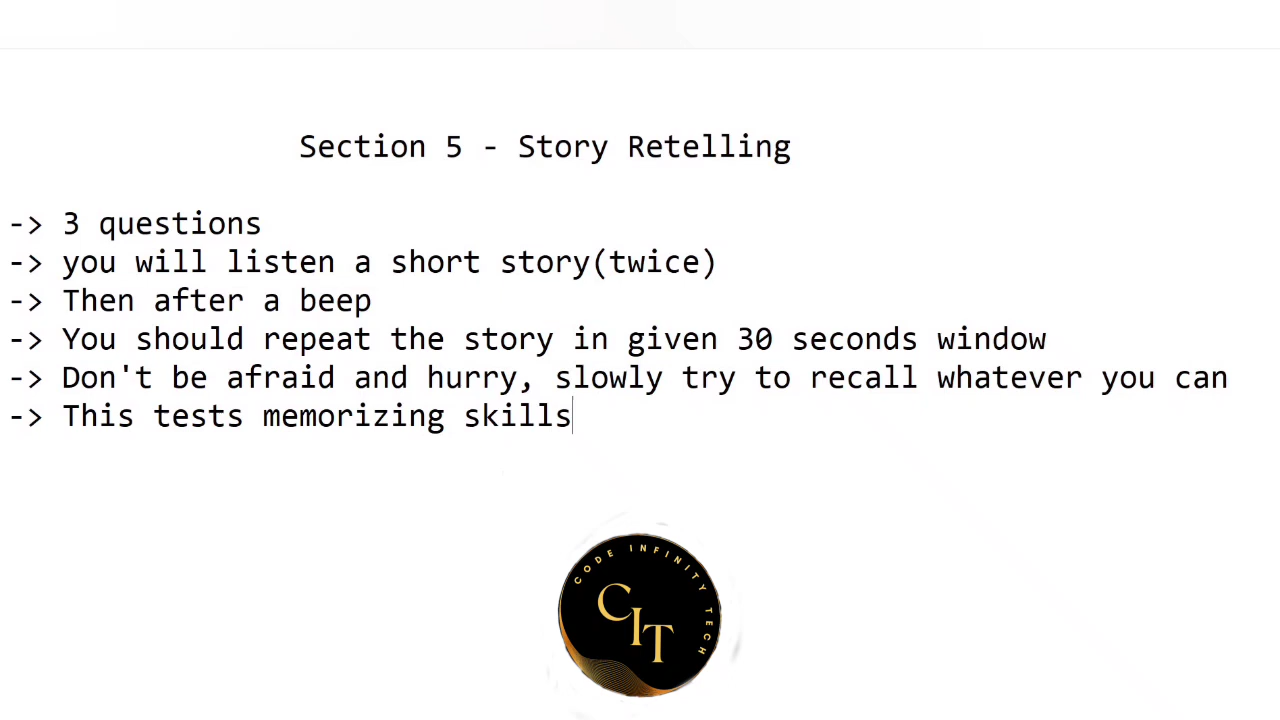 Section 5 - Story Retelling
-> 3 questions
-> you will listen a short story(twice)
-> Then after a beep
-> You should repeat the story in given 30 seconds window
-> Don't be afraid and hurry, slowly try to recall whatever you can
-> This tests memorizing skills
CODE INFINITY TECH
CIT